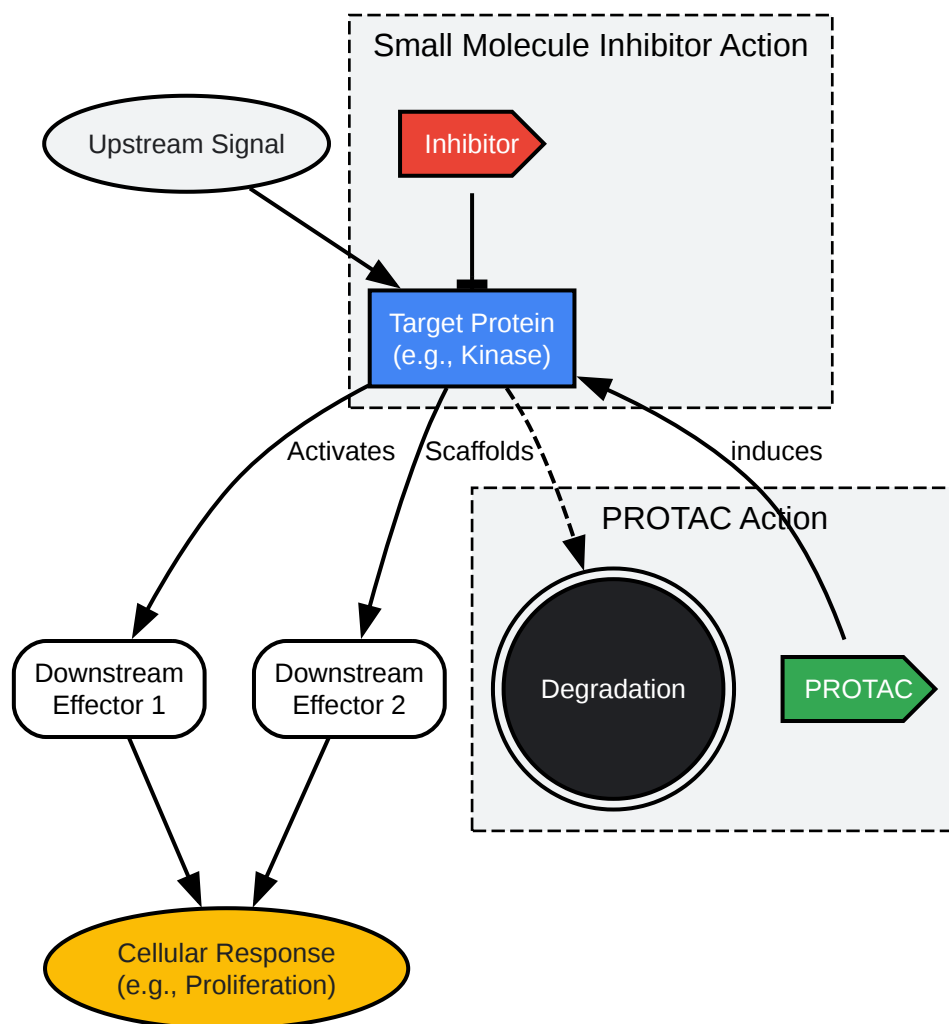 Small Molecule Inhibitor Action
Upstream Signal
Inhibitor
Target Protein
(e.g., Kinase)
Activates
Scaffolds
induces
PROTAC Action
Downstream
Effector 1
Downstream
Effector 2
Degradation
PROTAC
Cellular Response
(e.g., Proliferation)